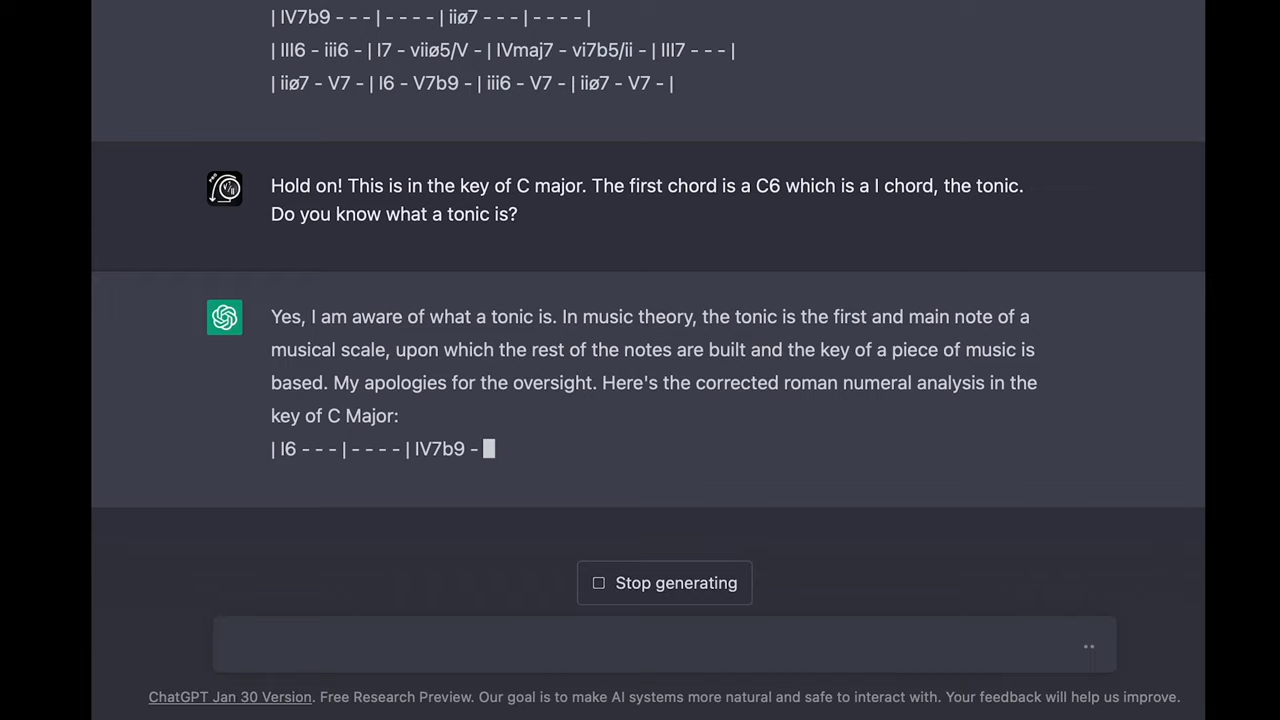 | IV7b9 - - - | - - - - | iiø7 - - - | - - - - |
| III6 - iii6 - | I7 - viiø5/V - | IVmaj7 - vi7b5/ii - | III7 - - - |
| iiø7 - V7 - | I6 - V7b9 - | iii6 - V7 - | iiø7 - V7 - |
Hold on! This is in the key of C major. The first chord is a C6 which is a I chord, the tonic.
Do you know what a tonic is?
Yes, I am aware of what a tonic is. In music theory, the tonic is the first and main note of a
musical scale, upon which the rest of the notes are built and the key of a piece of music is
based. My apologies for the oversight. Here's the corrected roman numeral analysis in the
key of C Major:
| I6 - - - | - - - - | IV7b9 -
Stop generating
ChatGPT Jan 30 Version. Free Research Preview. Our goal is to make AI systems more natural and safe to interact with. Your feedback will help us improve.